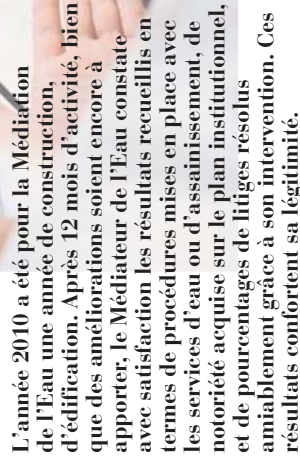 L'année 2010 a été pour la Médiation
de l'Eau une année de construction,
d'édification. Après 12 mois d'activité, bien
que des améliorations soient encore à
apporter, le Médiateur de l'Eau constate
avec satisfaction les résultats recueillis en
termes de procédures mises en place avec
les services d'eau ou d'assainissement, de
notoriété acquise sur le plan institutionnel,
et de pourcentages de litiges résolus
amiablement grâce à son intervention. Ces
résultats confortent sa légitimité.